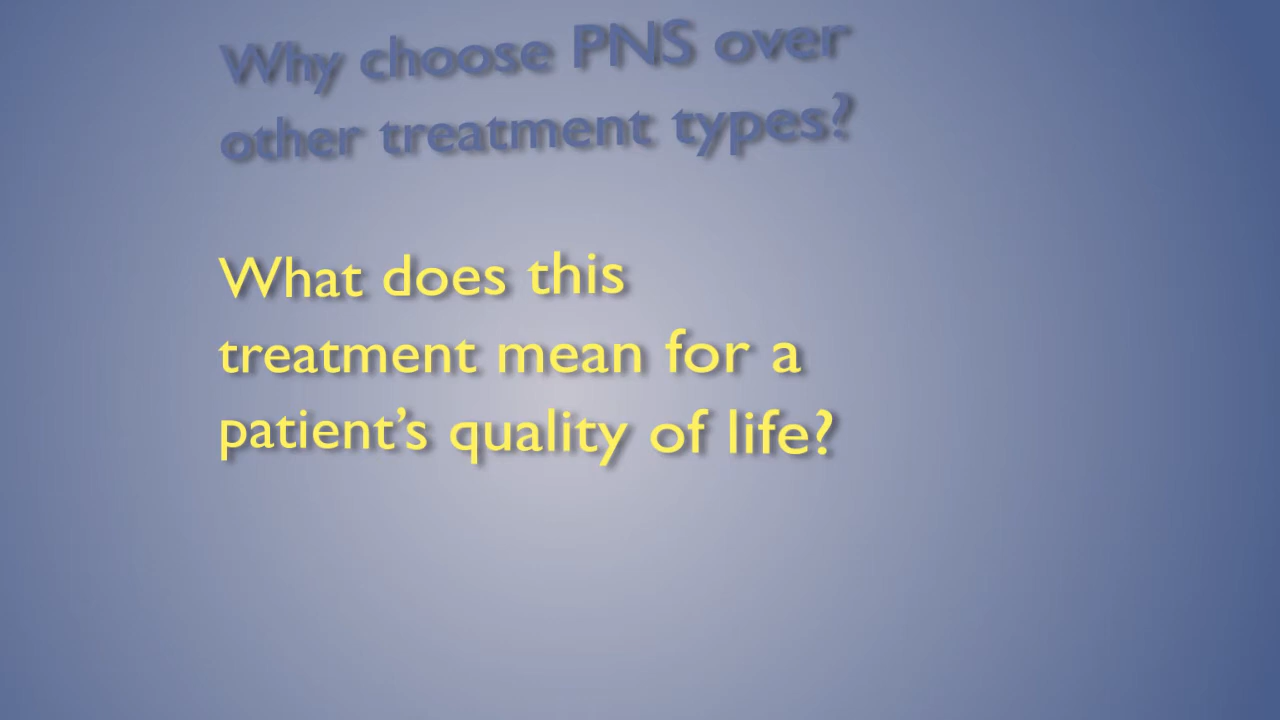 Why choose PNS over
other treatment types?
What does this
treatment mean for a
patient’s quality of life?